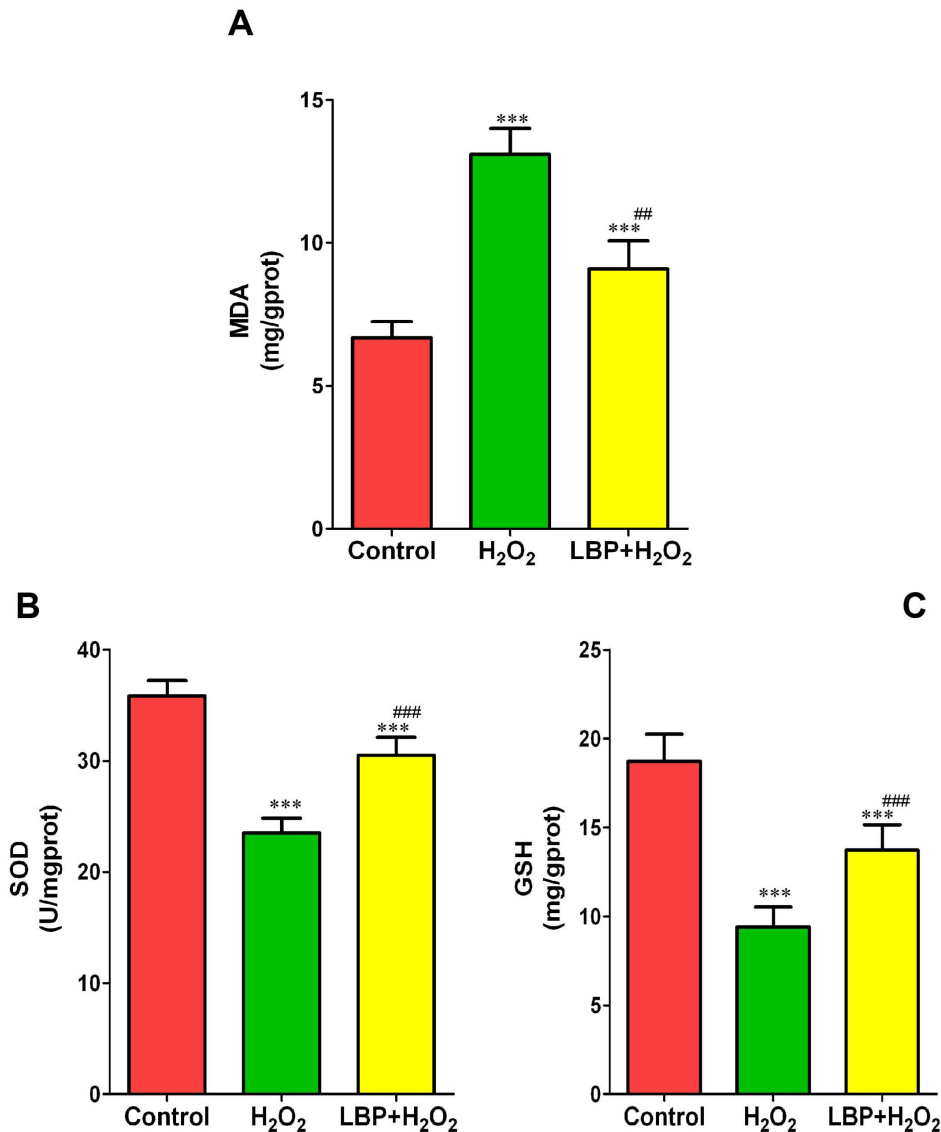 A
MDA
(mg/gprot)
15
10
5
0
***
***
##
Control
H₂O₂
LBP+H₂O₂
B
SOD
(U/mgprot)
40
30
20
10
0
***
###
***
Control
H₂O₂
LBP+H₂O₂
C
GSH
(mg/gprot)
25
20
15
10
5
0
***
###
***
Control
H₂O₂
LBP+H₂O₂